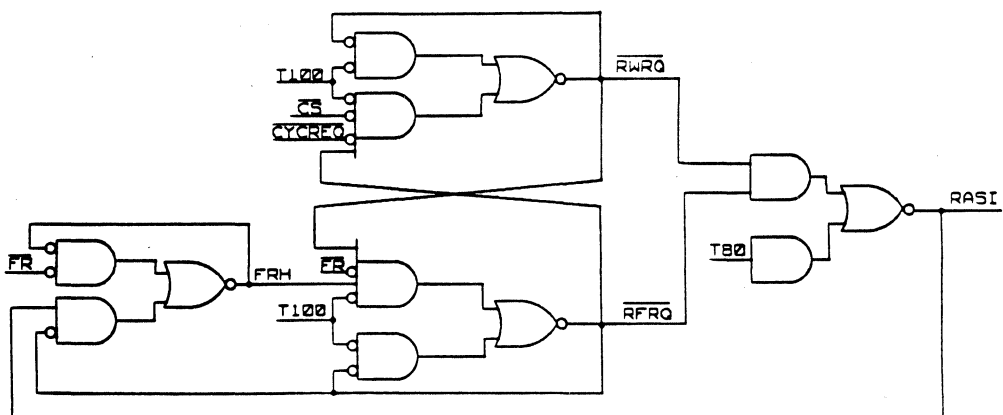 RWRQ
T100
CS
CYCREQ
RASI
T80
FR
FRH
FR
T100
RFRQ